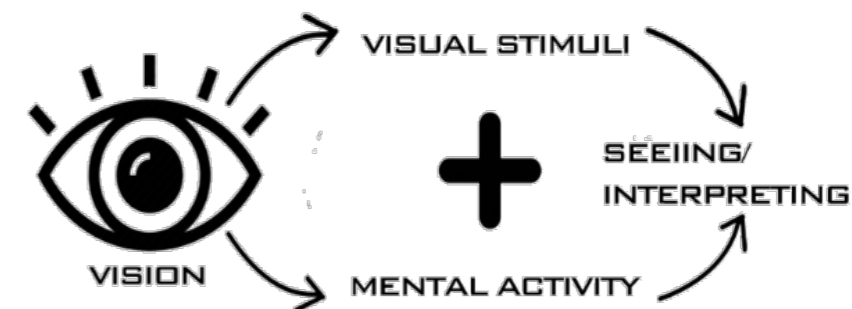 VISUAL STIMULI
SEEIING/
INTERPRETING
VISION
MENTAL ACTIVITY